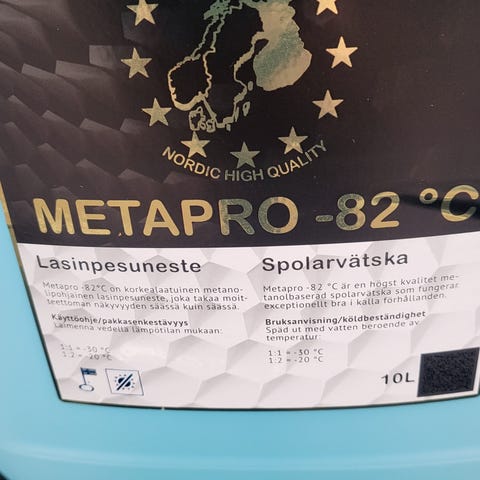 NORDIC HIGH QUALITY
METAPRO -82 °C
Lasinpesuneste
Metapro -82°C on korkealaatuinen metano-
lipohjainen lasinpesuneste, joka takaa moit-
teettoman näkyvyyden säässä kuin säässä.
Käyttöohje/pakkasenkestävyys
Laimenna vedellä lämpötilan mukaan:
1:1 = -30 °C
1:2 = -20 °C
Spolarvätska
Metapro -82 °C är en högst kvalitet me-
tanolbaserad spolarvätska som fungerar
exceptionellt bra i kalla förhållanden.
Bruksanvisning/köldbeständighet
Späd ut med vatten beroende av
temperatur:
1:1 = -30 °C
1:2 = -20 °C
10L